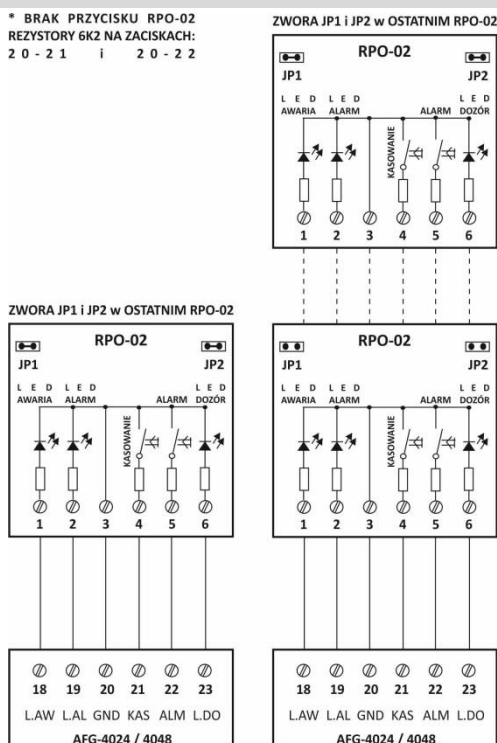 * BRAK PRZYCISKU RPO-02
REZYSTORY 6K2 NA ZACISKACH:
20-21 i 20-22
ZWORA JP1 i JP2 w OSTATNIM RPO-02
RPO-02
JP1 JP2
LED LED LED
AWARIA ALARM ALARM DOZÓR
KASOWANIE
1 2 3 4 5 6
ZWORA JP1 i JP2 w OSTATNIM RPO-02
RPO-02
JP1 JP2
LED LED LED
AWARIA ALARM ALARM DOZÓR
KASOWANIE
1 2 3 4 5 6
18 19 20 21 22 23
L.AW L.AL GND KAS ALM L.DO
AFG-4024 / 4048
RPO-02
JP1 JP2
LED LED LED
AWARIA ALARM ALARM DOZÓR
KASOWANIE
1 2 3 4 5 6
18 19 20 21 22 23
L.AW L.AL GND KAS ALM L.DO
AFG-4024 / 4048